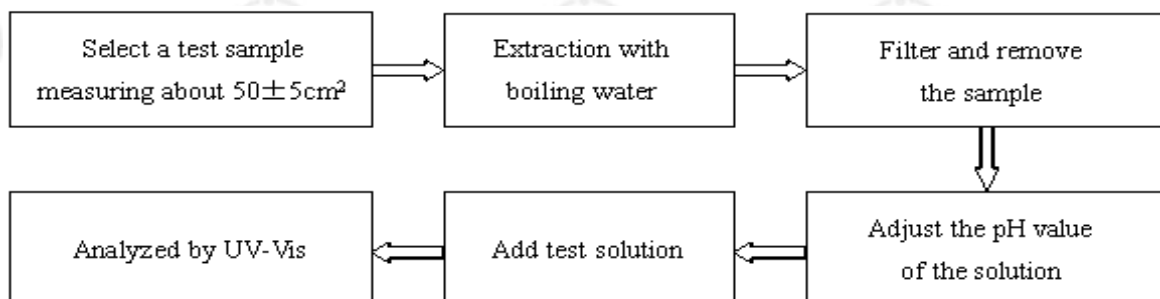 Select a test sample
measuring about 50±5cm²
Extraction with
boiling water
Filter and remove
the sample
Adjust the pH value
of the solution
Add test solution
Analyzed by UV-Vis